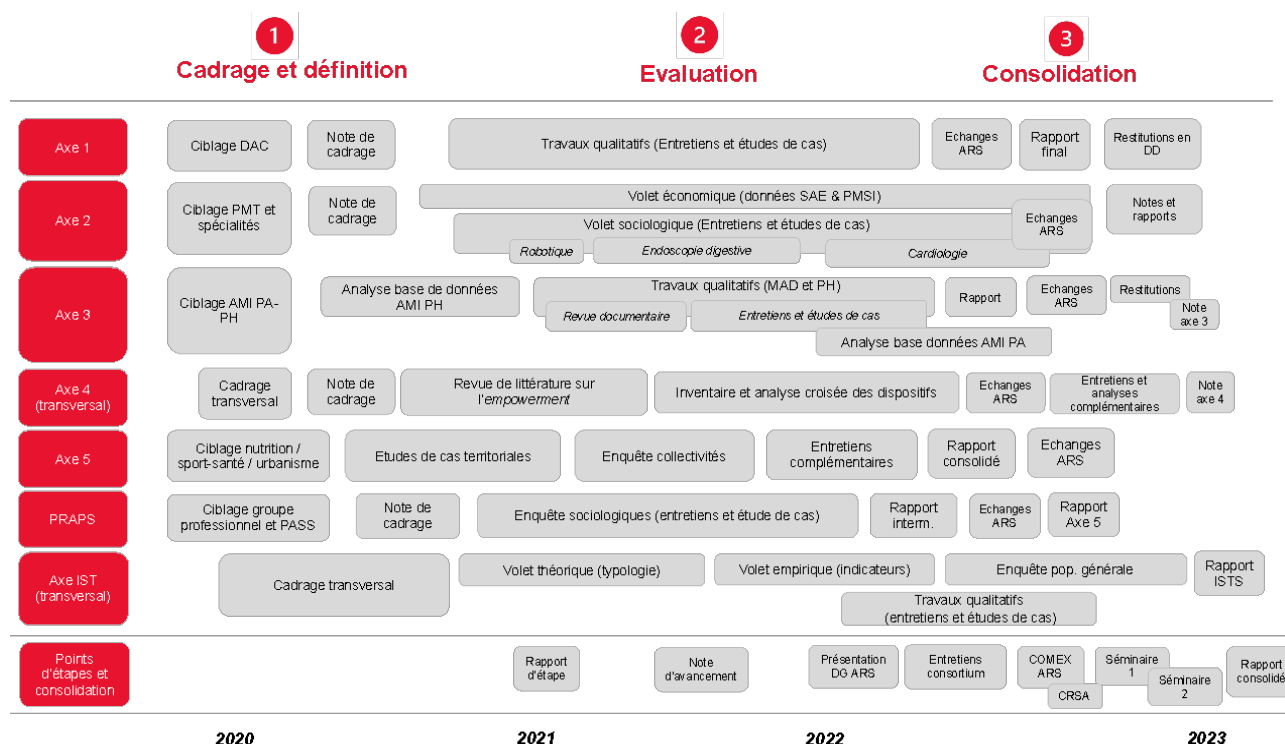 1
2
3
Cadrage et définition
Evaluation
Consolidation
Axe 1
Ciblage DAC
Note de
cadrage
Travaux qualitatifs (Entretiens et études de cas)
Echanges
ARS
Rapport
final
Restitutions en
DD
Axe 2
Ciblage PMT et
spécialités
Note de
cadrage
Volet économique (données SAE & PMSI)
Volet sociologique (Entretiens et études de cas)
Robotique
Endoscopie digestive
Cardiologie
Echanges
ARS
Notes et
rapports
Axe 3
Ciblage AMI PA-
PH
Analyse base de données
AMI PH
Travaux qualitatifs (MAD et PH)
Revue documentaire
Entretiens et études de cas
Analyse base données AMI PA
Rapport
Echanges
ARS
Restitutions
Note
axe 3
Axe 4
(transversal)
Cadrage
transversal
Note de
cadrage
Revue de littérature sur
l'empowerment
Inventaire et analyse croisée des dispositifs
Echanges
ARS
Entretiens et
analyses
complémentaires
Note
axe 4
Axe 5
Ciblage nutrition /
sport-santé / urbanisme
Etudes de cas territoriales
Enquête collectivités
Entretiens
complémentaires
Rapport
consolidé
Echanges
ARS
PRAPS
Ciblage groupe
professionnel et PASS
Note de
cadrage
Enquête sociologiques (entretiens et étude de cas)
Rapport
interm.
Echanges
ARS
Rapport
Axe 5
Axe IST
(transversal)
Cadrage transversal
Volet théorique (typologie)
Volet empirique (indicateurs)
Enquête pop. générale
Travaux qualitatifs
(entretiens et études de cas)
Rapport
ISTS
Points
d'étapes et
consolidation
Rapport
d'étape
Note
d'avancement
Présentation
DG ARS
Entretiens
consortium
COMEX
ARS
CRSA
Séminaire
1
Séminaire
2
Rapport
consolidé
2020
2021
2022
2023